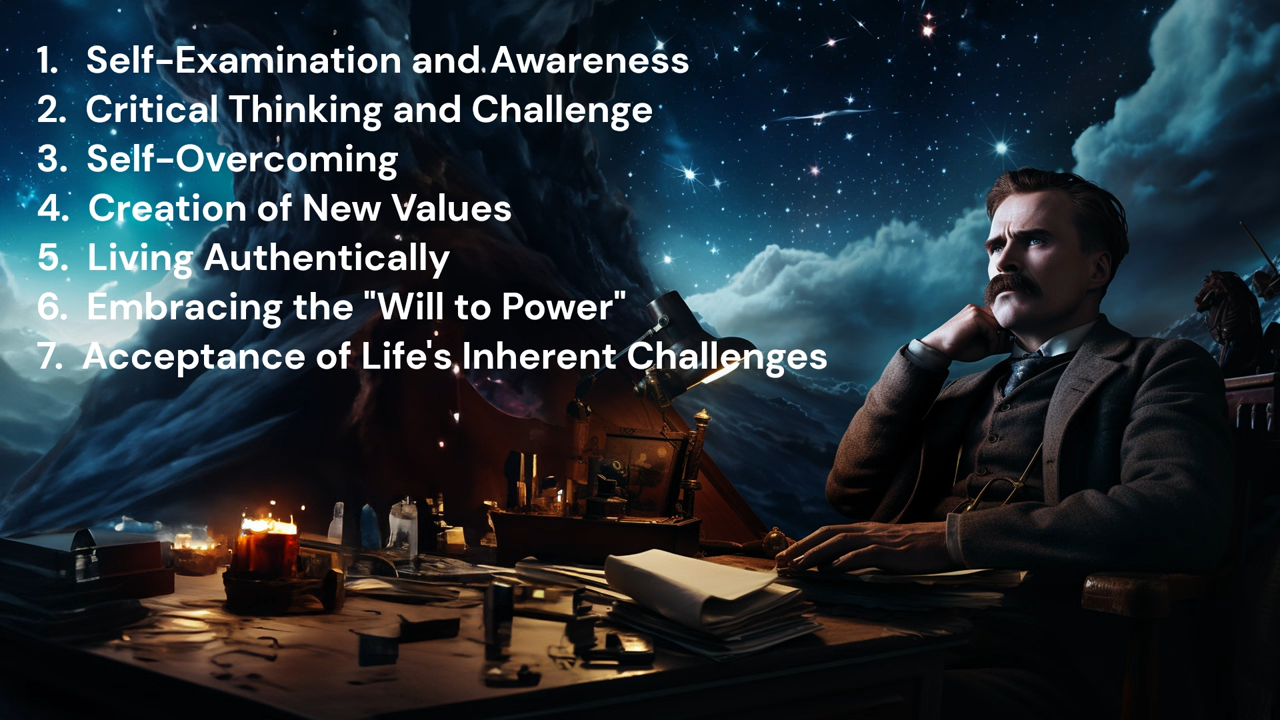 1. Self-Examination and Awareness
2. Critical Thinking and Challenge
3. Self-Overcoming
4. Creation of New Values
5. Living Authentically
6. Embracing the "Will to Power"
7. Acceptance of Life's Inherent Challenges